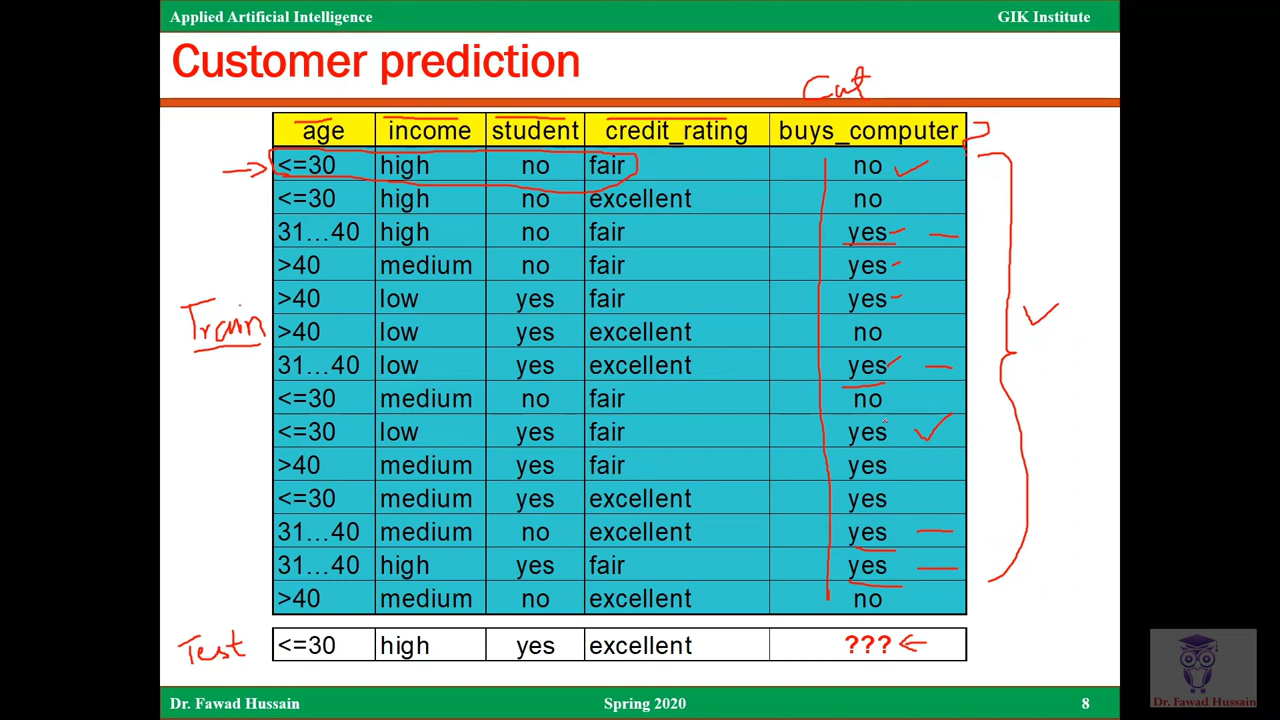 Applied Artificial Intelligence GIK Institute
Customer prediction
Cat
age income student credit_rating buys_computer ?
<=30 high no fair no
<=30 high no excellent no
31…40 high no fair yes
>40 medium no fair yes
>40 low yes fair yes
Train
>40 low yes excellent no
31…40 low yes excellent yes
<=30 medium no fair no
<=30 low yes fair yes
>40 medium yes fair yes
<=30 medium yes excellent yes
31…40 medium no excellent yes
31…40 high yes fair yes
>40 medium no excellent no
Test <=30 high yes excellent ???
Dr. Fawad Hussain
Dr. Fawad Hussain Spring 2020 8